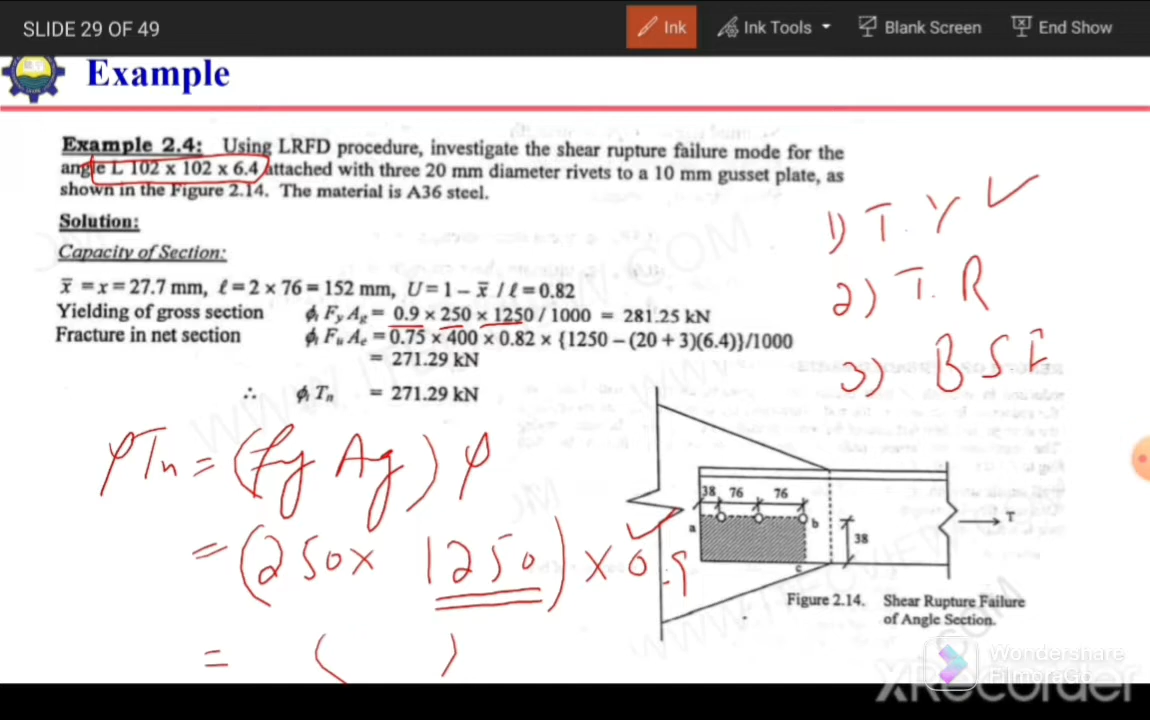 SLIDE 29 OF 49
Ink
Ink Tools
Blank Screen
End Show
Example
Example 2.4: Using LRFD procedure, investigate the shear rupture failure mode for the
angle L 102 x 102 x 6.4 attached with three 20 mm diameter rivets to a 10 mm gusset plate, as
shown in the Figure 2.14. The material is A36 steel.
Solution:
Capacity of Section:
x̄ = x = 27.7 mm, ℓ = 2 × 76 = 152 mm, U = 1 − x̄ / ℓ = 0.82
Yielding of gross section ϕt Fy Ag = 0.9 × 250 × 1250 / 1000 = 281.25 kN
Fracture in net section ϕt Fu Ae = 0.75 × 400 × 0.82 × {1250 − (20 + 3)(6.4)}/1000
= 271.29 kN
∴ ϕt Tn = 271.29 kN
1) T. Y ✓
2) T. R
3) B S
φTn = (Fy Ag) φ
= (250 x 1250) x 0.9
= ( )
38 76 76
a
b
c
38
T
Figure 2.14. Shear Rupture Failure
of Angle Section.
Wondershare
FilmoraGo
XRecorder